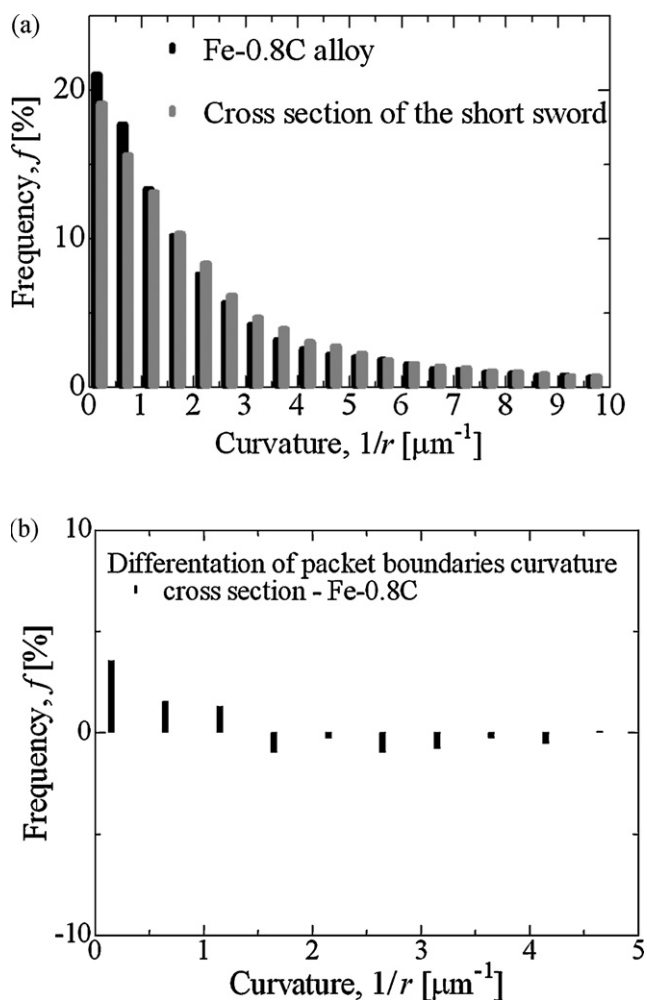 (a)
Fe-0.8C alloy
Cross section of the short sword
Frequency, f [%]
20
10
0
0 1 2 3 4 5 6 7 8 9 10
Curvature, 1/r [μm⁻¹]
(b)
10
Differentation of packet boundaries curvature
cross section - Fe-0.8C
Frequency, f [%]
0
-10
0 1 2 3 4 5
Curvature, 1/r [μm⁻¹]